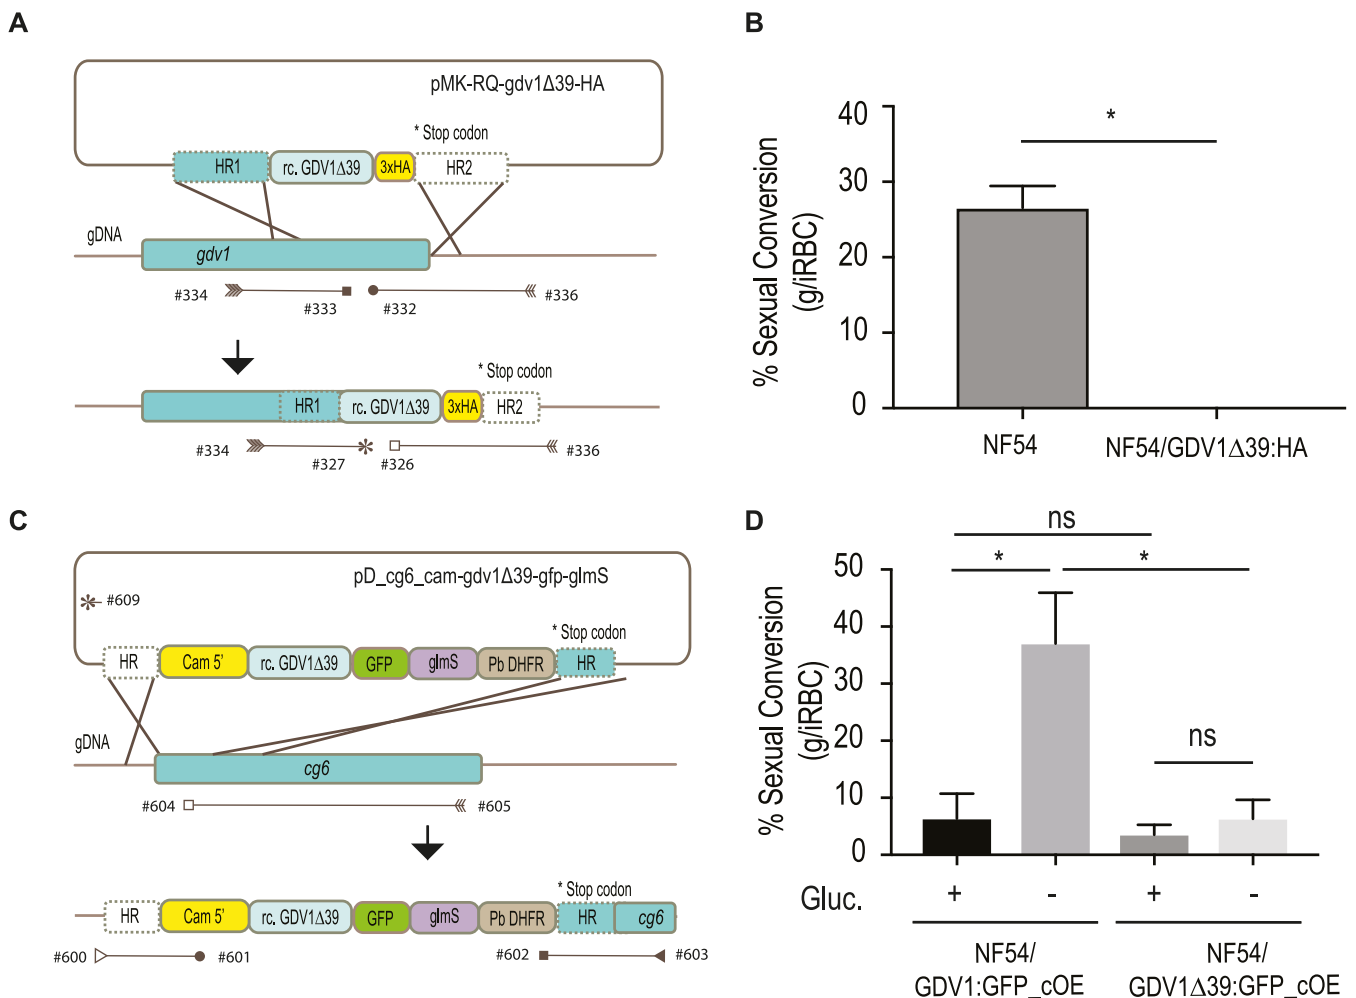 A
pMK-RQ-gdv1Δ39-HA
* Stop codon
HR1
rc. GDV1Δ39
3xHA
HR2
gDNA
gdv1
#334
#333
#332
#336
* Stop codon
HR1
rc. GDV1Δ39
3xHA
HR2
#334
#327
#326
#336
B
% Sexual Conversion
(g/iRBC)
40
30
20
10
0
*
NF54
NF54/GDV1Δ39:HA
C
pD_cg6_cam-gdv1Δ39-gfp-glmS
#609
* Stop codon
HR
Cam 5'
rc. GDV1Δ39
GFP
glmS
Pb DHFR
HR
gDNA
cg6
#604
#605
* Stop codon
HR
Cam 5'
rc. GDV1Δ39
GFP
glmS
Pb DHFR
HR
cg6
#600
#601
#602
#603
D
% Sexual Conversion
(g/iRBC)
50
40
30
20
10
0
ns
*
*
ns
Gluc.
+
-
+
-
NF54/
GDV1:GFP_cOE
NF54/
GDV1Δ39:GFP_cOE